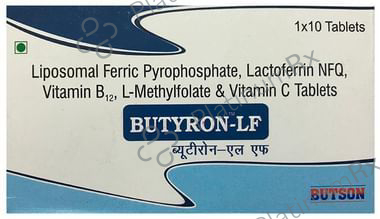 1x10 Tablets
Liposomal Ferric Pyrophosphate, Lactoferrin NFQ,
Vitamin B12, L-Methylfolate & Vitamin C Tablets
BUTYRON-LF
ब्यूटीरोन-एल एफ
BUTSON